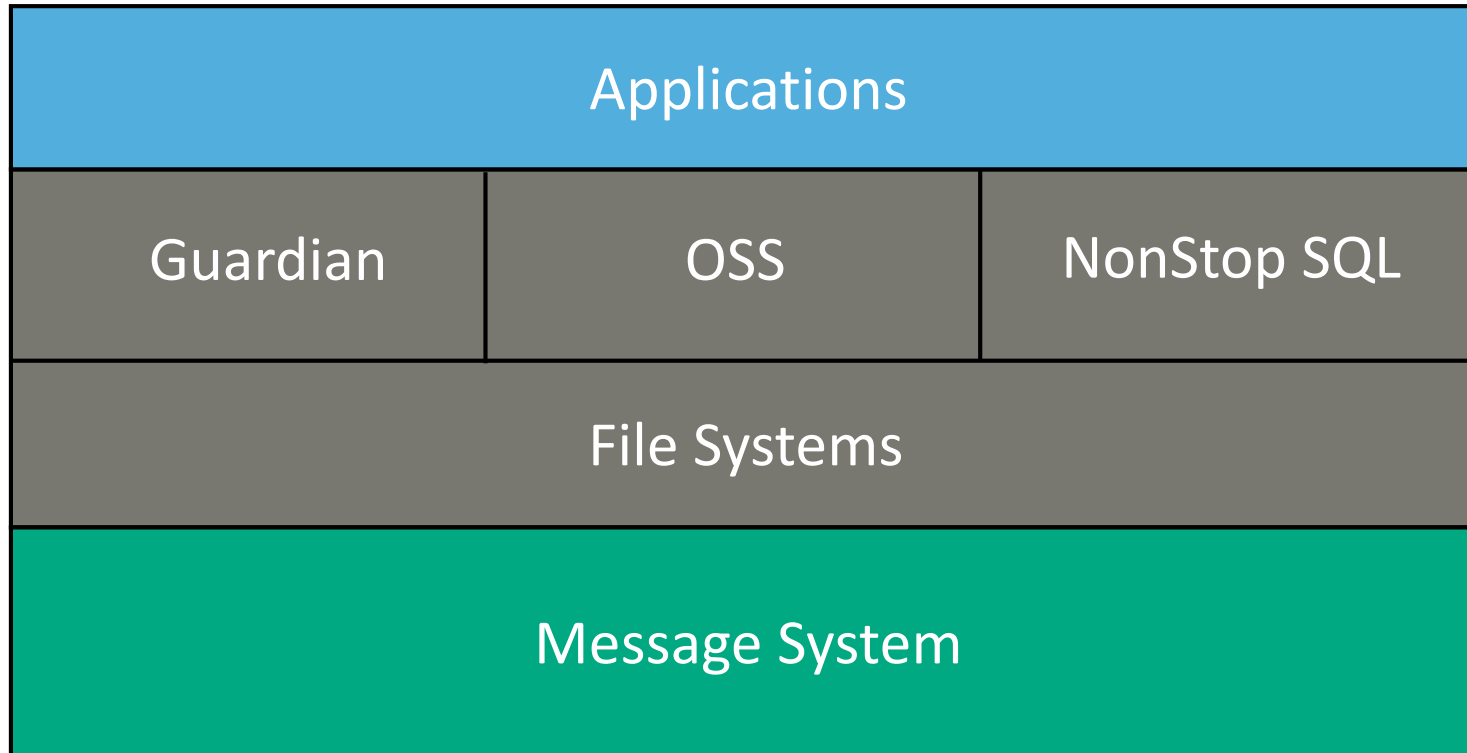 Applications
Guardian
OSS
NonStop SQL
File Systems
Message System